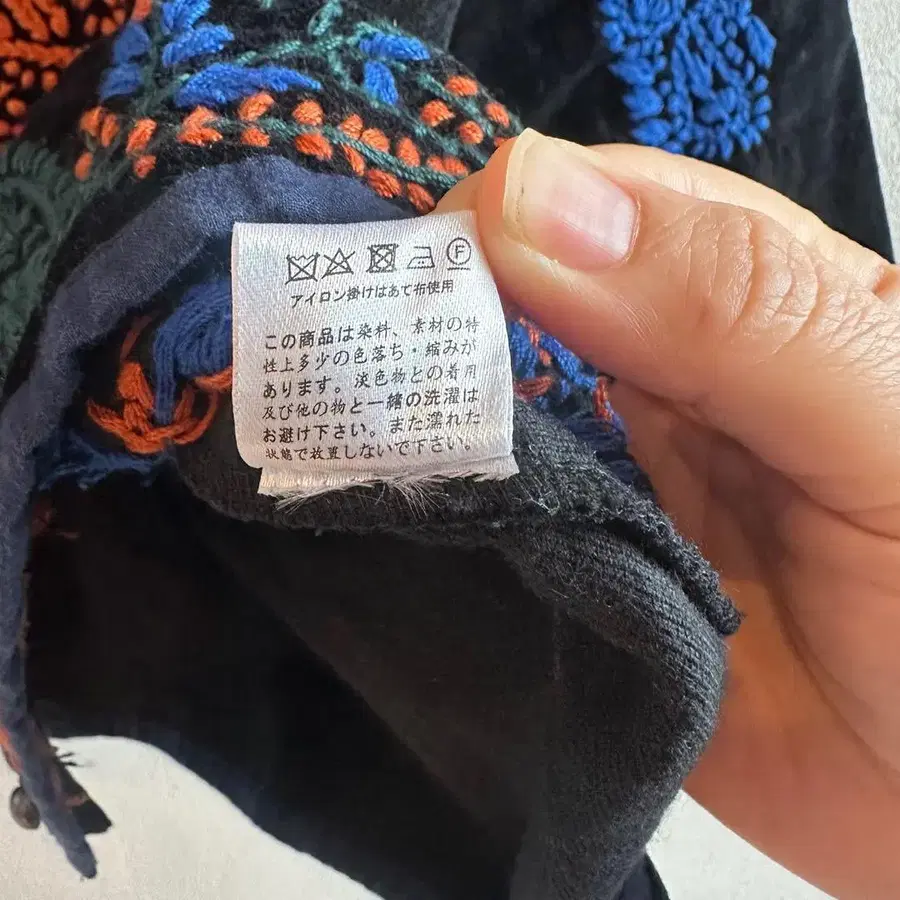 F
アイロン掛けはあて布使用
この商品は染料、素材の特
性上多少の色落ち・縮みが
あります。淡色物との着用
及び他の物と一緒の洗濯は
お避け下さい。また濡れた
状態で放置しないで下さい。